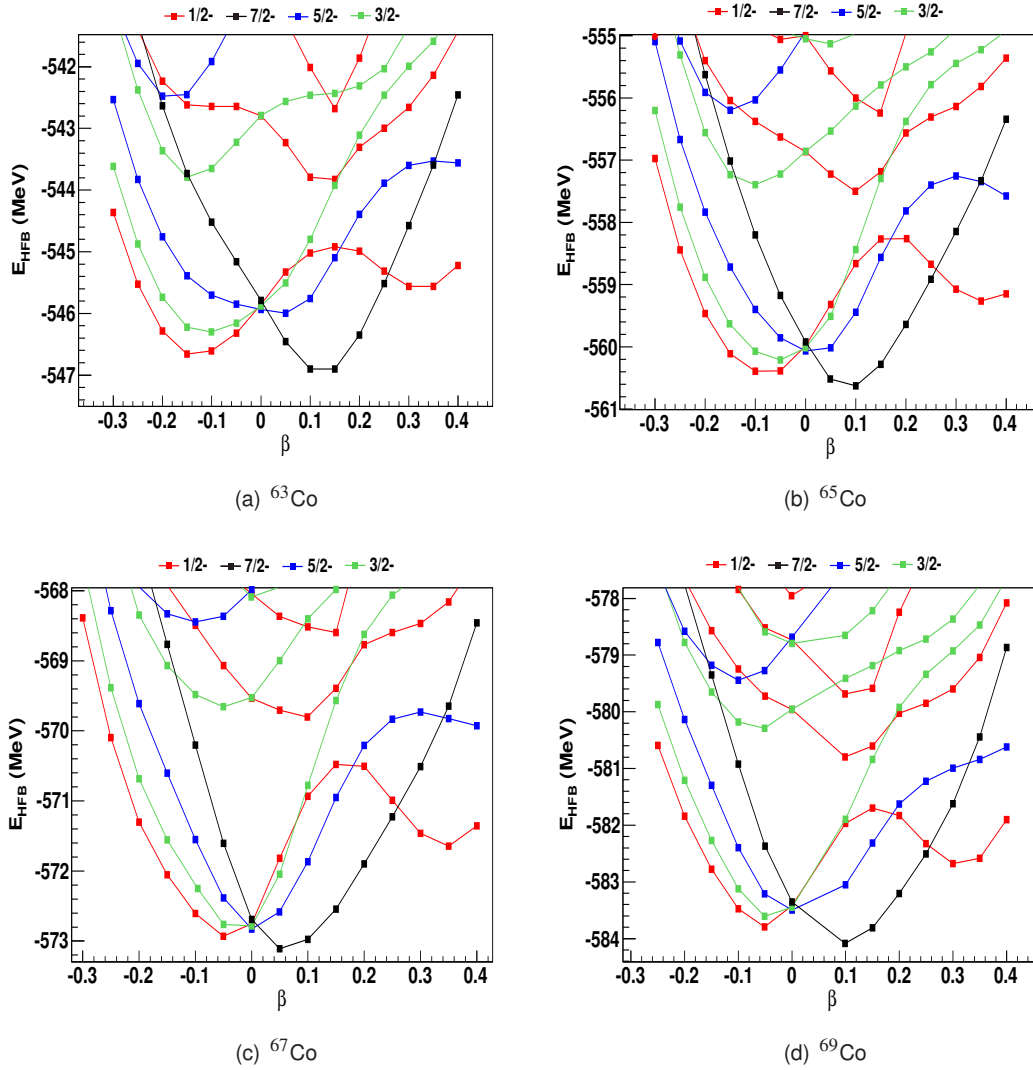 1/2- 7/2- 5/2- 3/2-
-542
-543
-544
-545
-546
-547
E_HFB (MeV)
-0.3 -0.2 -0.1 0 0.1 0.2 0.3 0.4
β
(a) ⁶³Co
1/2- 7/2- 5/2- 3/2-
-555
-556
-557
-558
-559
-560
-561
E_HFB (MeV)
-0.3 -0.2 -0.1 0 0.1 0.2 0.3 0.4
β
(b) ⁶⁵Co
1/2- 7/2- 5/2- 3/2-
-568
-569
-570
-571
-572
-573
E_HFB (MeV)
-0.3 -0.2 -0.1 0 0.1 0.2 0.3 0.4
β
(c) ⁶⁷Co
1/2- 7/2- 5/2- 3/2-
-578
-579
-580
-581
-582
-583
-584
E_HFB (MeV)
-0.3 -0.2 -0.1 0 0.1 0.2 0.3 0.4
β
(d) ⁶⁹Co